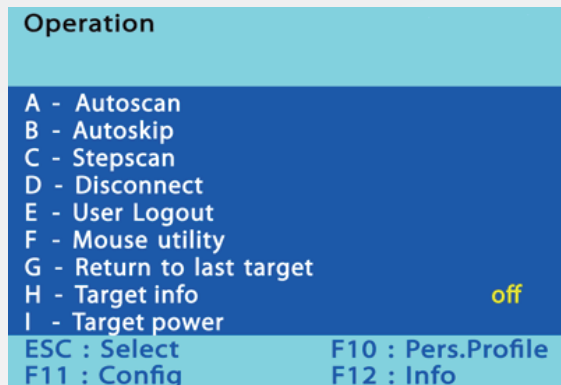 Operation
A - Autoscan
B - Autoskip
C - Stepscan
D - Disconnect
E - User Logout
F - Mouse utility
G - Return to last target
H - Target info off
I - Target power
ESC : Select F10 : Pers.Profile
F11 : Config F12 : Info